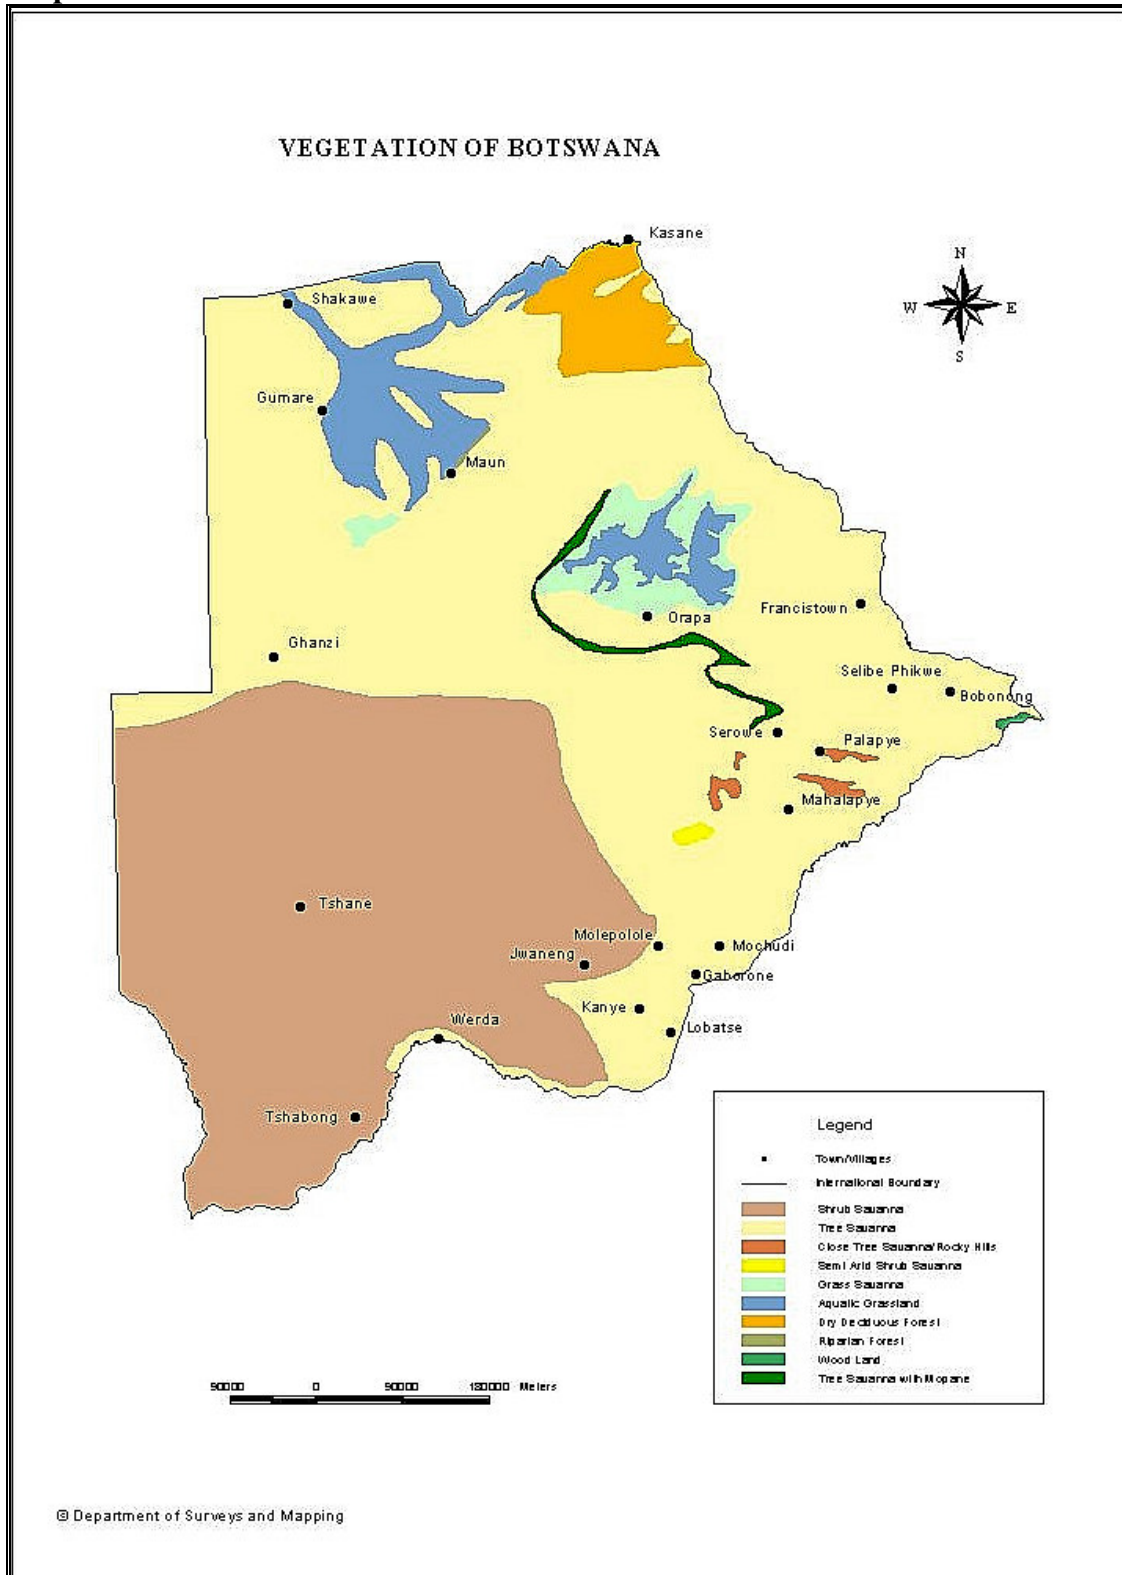 VEGETATION OF BOTSWANA
Kasane
N
W E
S
Shakawe
Gumare
Maun
Orapa
Francistown
Ghanzi
Selibe Phikwe
Bobonong
Serowe
Palapye
Mahalapye
Tshane
Molepolole
Mochudi
Jwaneng
Gaborone
Kanye
Werda
Lobatse
Tshabong
Legend
Town/Villages
International Boundary
Shrub Savanna
Tree Savanna
Close Tree Savanna/Rocky Hills
Semi Arid Shrub Savanna
Grass Savanna
Aquatic Grassland
Dry Deciduous Forest
Riparian Forest
Wood Land
Tree Savanna with Mopane
90000 0 90000 180000 Meters
© Department of Surveys and Mapping